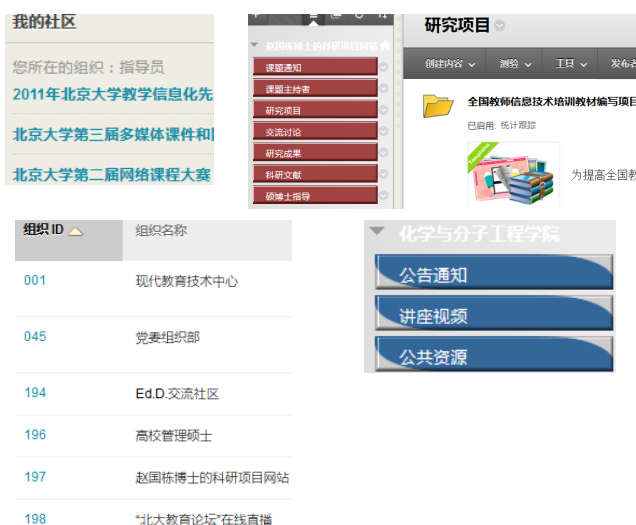 我的社区
您所在的组织：指导员
2011年北京大学教学信息化先
北京大学第三届多媒体课件和
北京大学第二届网络课程大赛
赵国栋博士的科研项目网站
课题通知
课题主持者
研究项目
交流讨论
研究成果
科研文献
硕博士指导
研究项目
创建内容
测验
工具
发布者
全国教师信息技术培训教材编写项目
已启用: 统计跟踪
为提高全国教
组织 ID
组织名称
001
现代教育技术中心
045
党委组织部
194
Ed.D.交流社区
196
高校管理硕士
197
赵国栋博士的科研项目网站
198
“北大教育论坛”在线直播
化学与分子工程学院
公告通知
讲座视频
公共资源